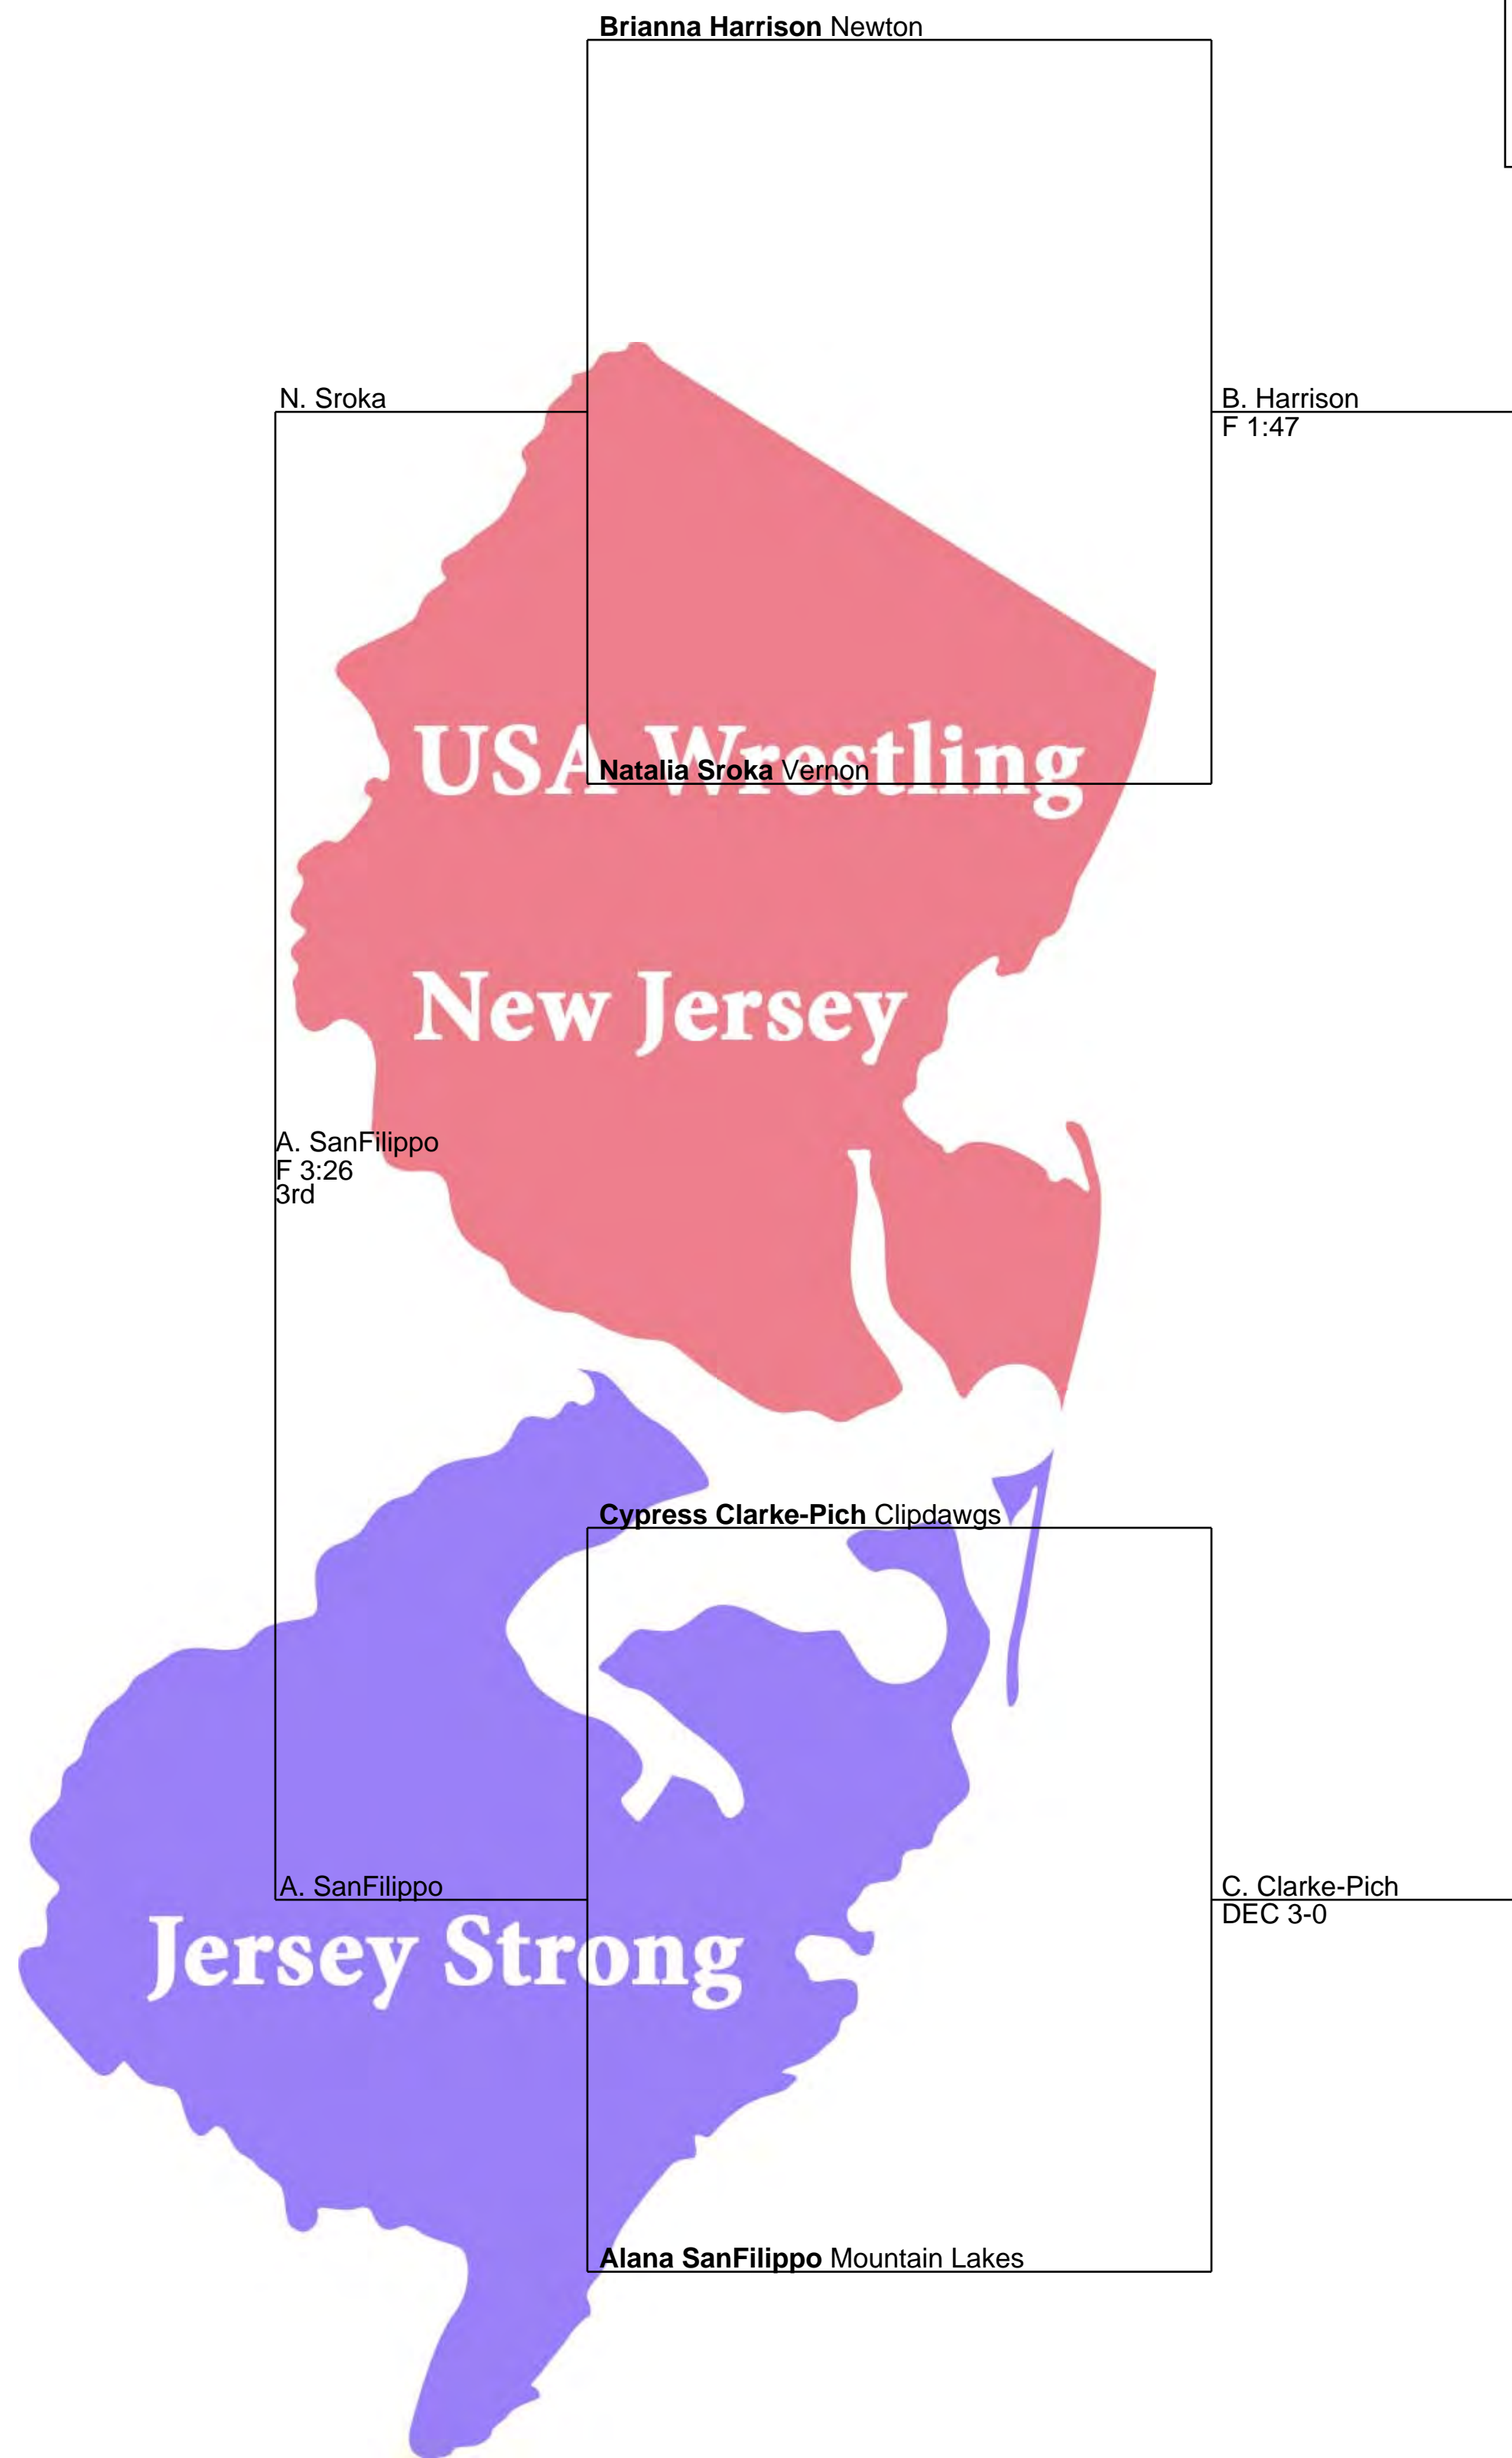 Brianna Harrison Newton
N. Sroka
B. Harrison
F 1:47
USA Wrestling
Natalia Sroka Vernon
New Jersey
A. SanFilippo
F 3:26
3rd
Cypress Clarke-Pich Clipdawgs
A. SanFilippo
C. Clarke-Pich
DEC 3-0
Jersey Strong
Alana SanFilippo Mountain Lakes